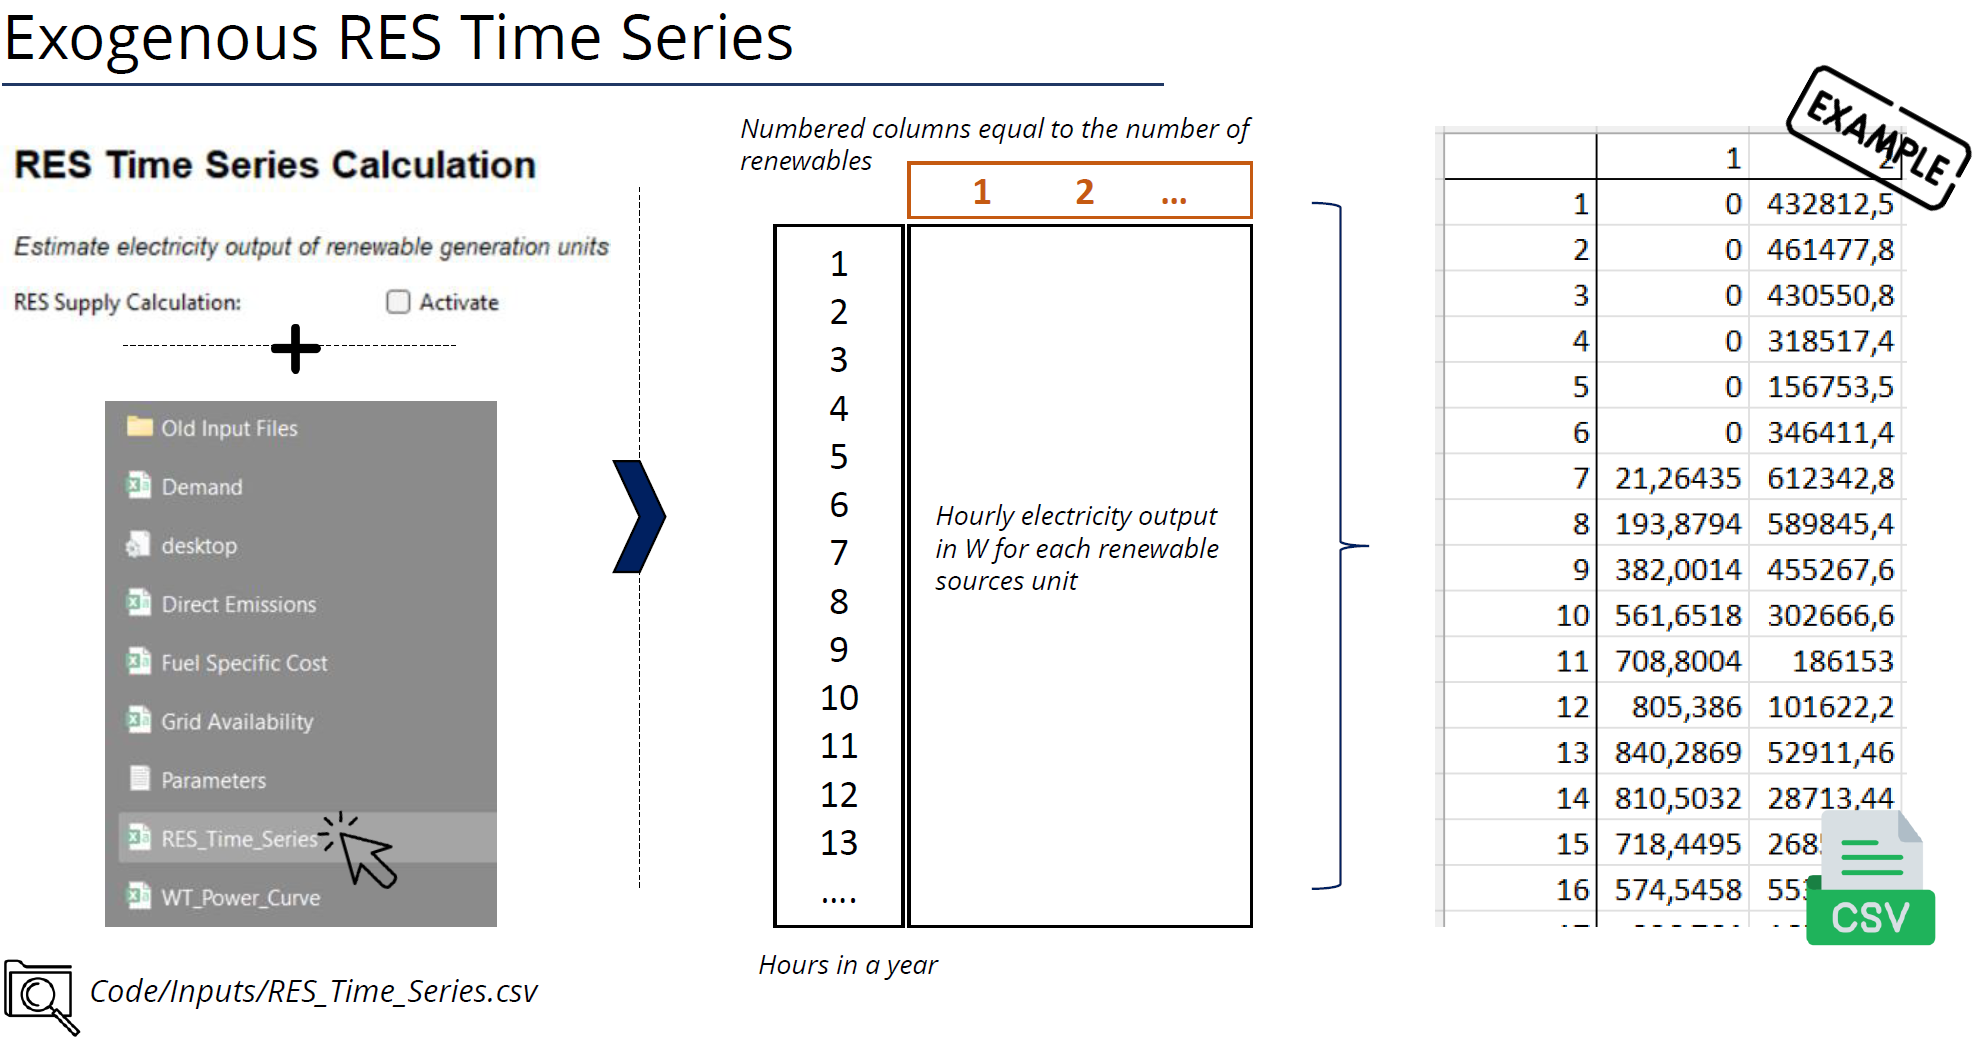 Exogenous RES Time Series
RES Time Series Calculation
Estimate electricity output of renewable generation units
RES Supply Calculation: Activate
Old Input Files
Demand
desktop
Direct Emissions
Fuel Specific Cost
Grid Availability
Parameters
RES_Time_Series
WT_Power_Curve
Code/Inputs/RES_Time_Series.csv
Numbered columns equal to the number of
renewables
1 2 ...
1
2
3
4
5
6
7
8
9
10
11
12
13
....
Hourly electricity output
in W for each renewable
sources unit
Hours in a year
EXAMPLE
1 2
1 0 432812,5
2 0 461477,8
3 0 430550,8
4 0 318517,4
5 0 156753,5
6 0 346411,4
7 21,26435 612342,8
8 193,8794 589845,4
9 382,0014 455267,6
10 561,6518 302666,6
11 708,8004 186153
12 805,386 101622,2
13 840,2869 52911,46
14 810,5032 28713,44
15 718,4495
16 574,5458
CSV